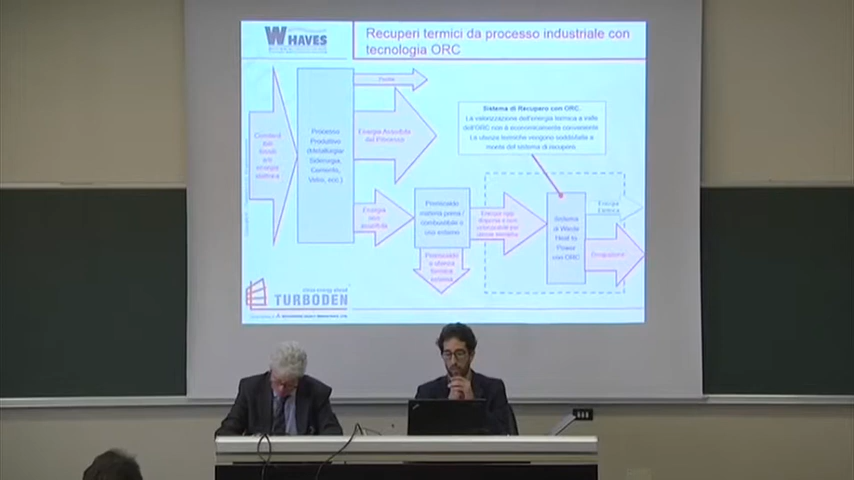 WHAVES
Recuperi termici da processo industriale con
tecnologia ORC
Perdite
Sistema di Recupero con ORC.
La valorizzazione dell'energia termica a valle
dell'ORC non è economicamente conveniente
La utenze termiche vengono soddisfatte a
monte del sistema di recupero
Energia Assorbita
dal Processo
Processo
Produttivo
(Metallurgia/
Siderurgia,
Cemento,
Vetro, ecc.)
energia
elettrica
Energia
non
assorbita
Preriscaldo
materia prima /
combustibile o
uso esterno
Preriscaldo
o utenza
termica
esterna
Sistema
di Waste
Heat to
Power
con ORC
Energia
Elettrica
Dissipazione
TURBODEN